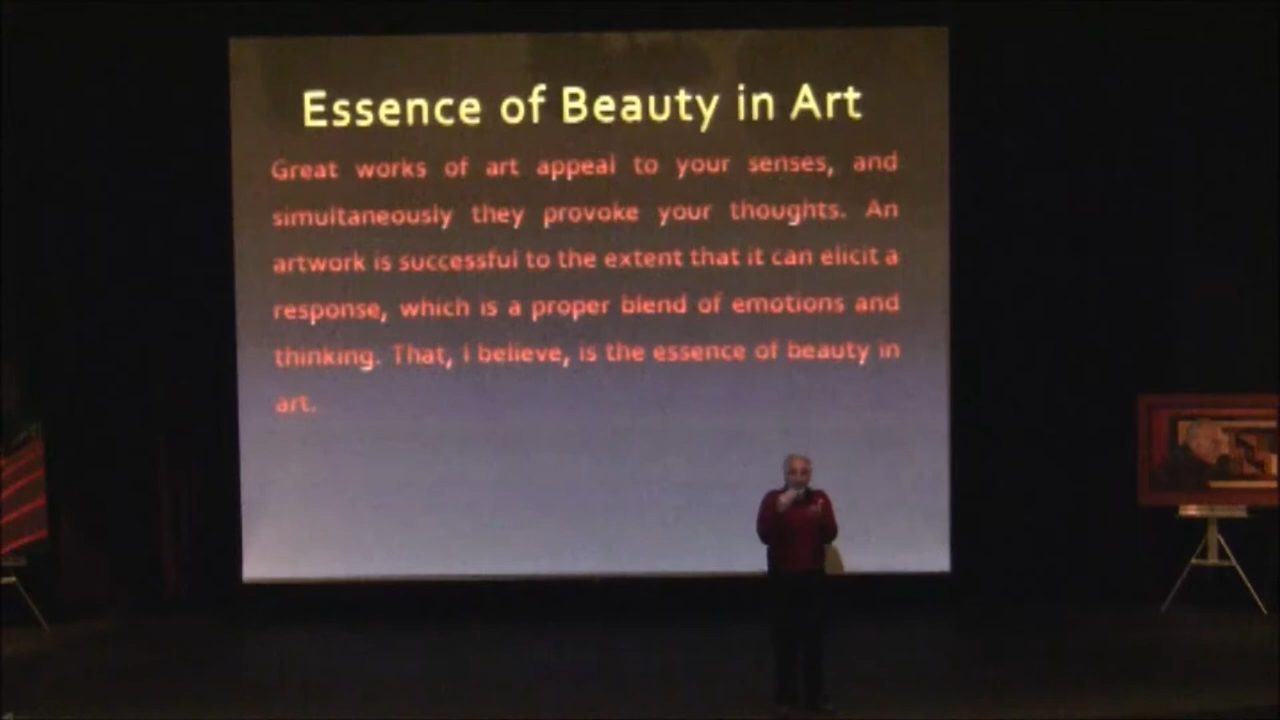 Essence of Beauty in Art
Great works of art appeal to your senses, and
simultaneously they provoke your thoughts. An
artwork is successful to the extent that it can elicit a
response, which is a proper blend of emotions and
thinking. That, I believe, is the essence of beauty in
art.